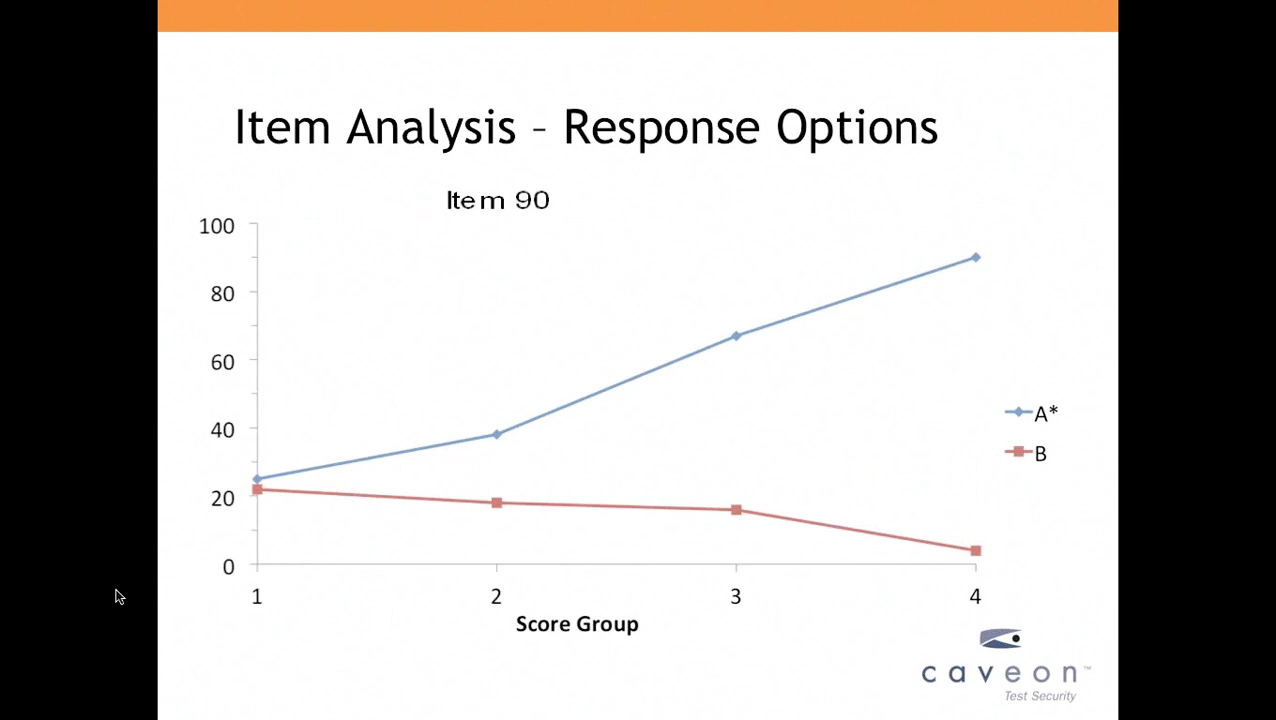 Item Analysis – Response Options
Item 90
100
80
60
40
20
0
A*
B
1 2 3 4
Score Group
caveon™
Test Security